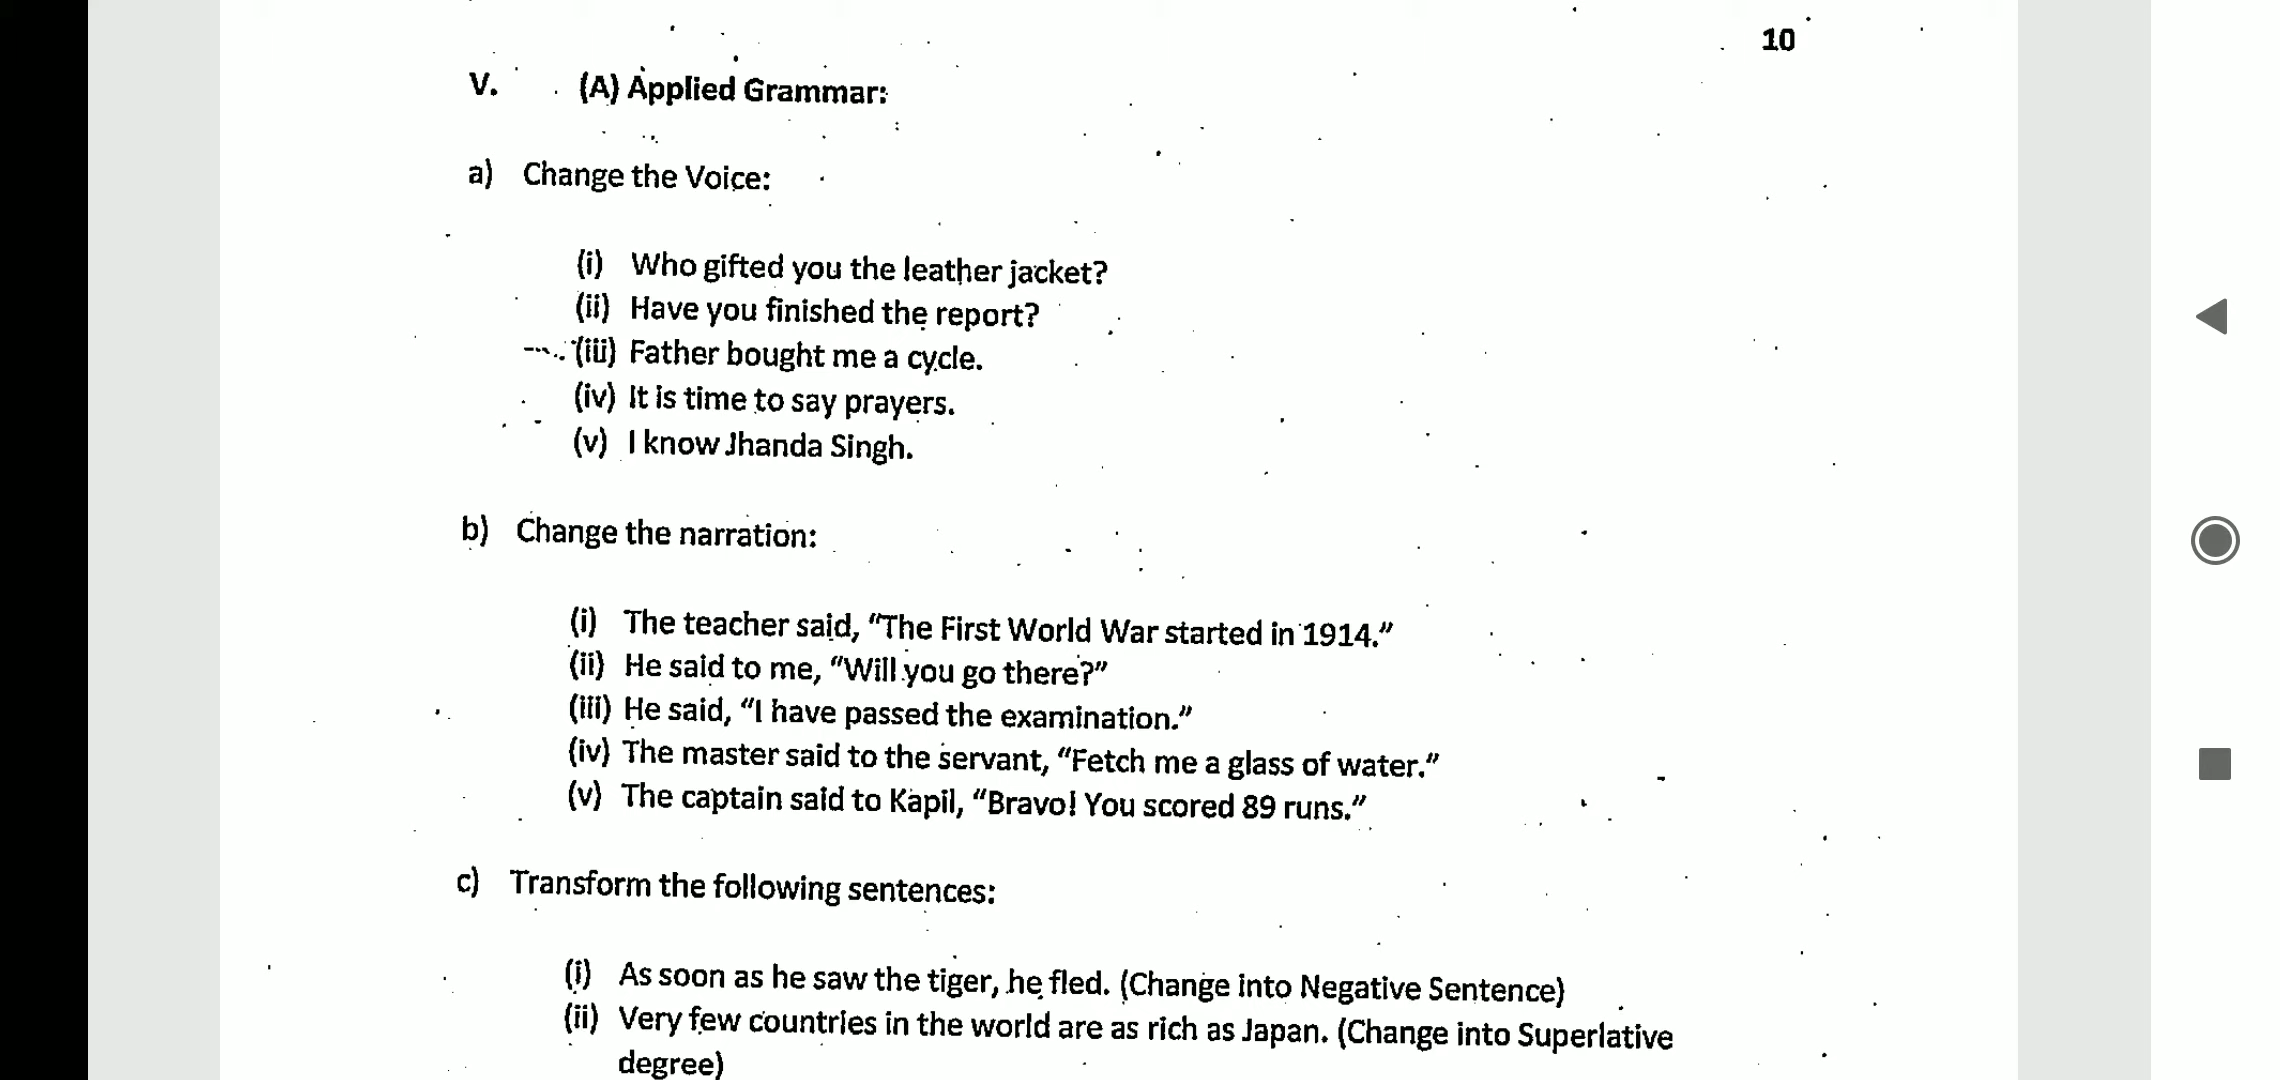 10
V. (A) Applied Grammar:
a) Change the Voice:
(i) Who gifted you the leather jacket?
(ii) Have you finished the report?
(iii) Father bought me a cycle.
(iv) It is time to say prayers.
(v) I know Jhanda Singh.
b) Change the narration:
(i) The teacher said, “The First World War started in 1914.”
(ii) He said to me, “Will you go there?”
(iii) He said, “I have passed the examination.”
(iv) The master said to the servant, “Fetch me a glass of water.”
(v) The captain said to Kapil, “Bravo! You scored 89 runs.”
c) Transform the following sentences:
(i) As soon as he saw the tiger, he fled. (Change into Negative Sentence)
(ii) Very few countries in the world are as rich as Japan. (Change into Superlative
degree)